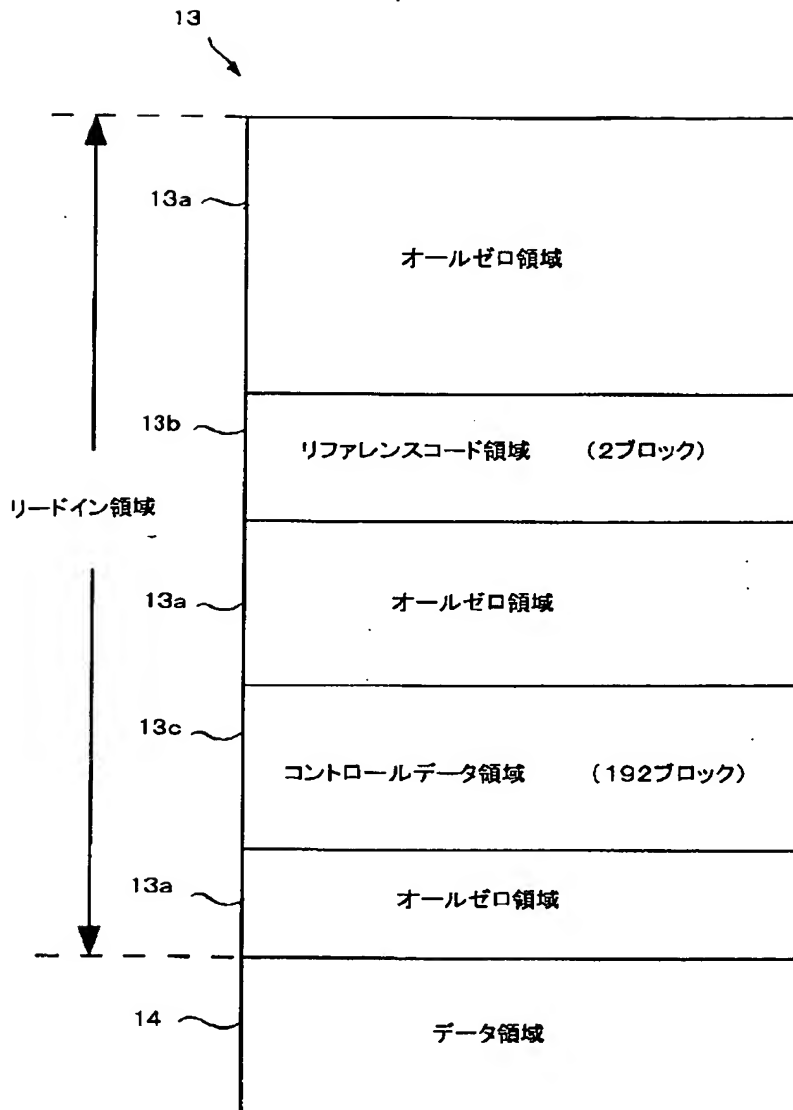 13
13a
オールゼロ領域
13b
リファレンスコード領域 (2ブロック)
リードイン領域
13a
オールゼロ領域
13c
コントロールデータ領域 (192ブロック)
13a
オールゼロ領域
14
データ領域